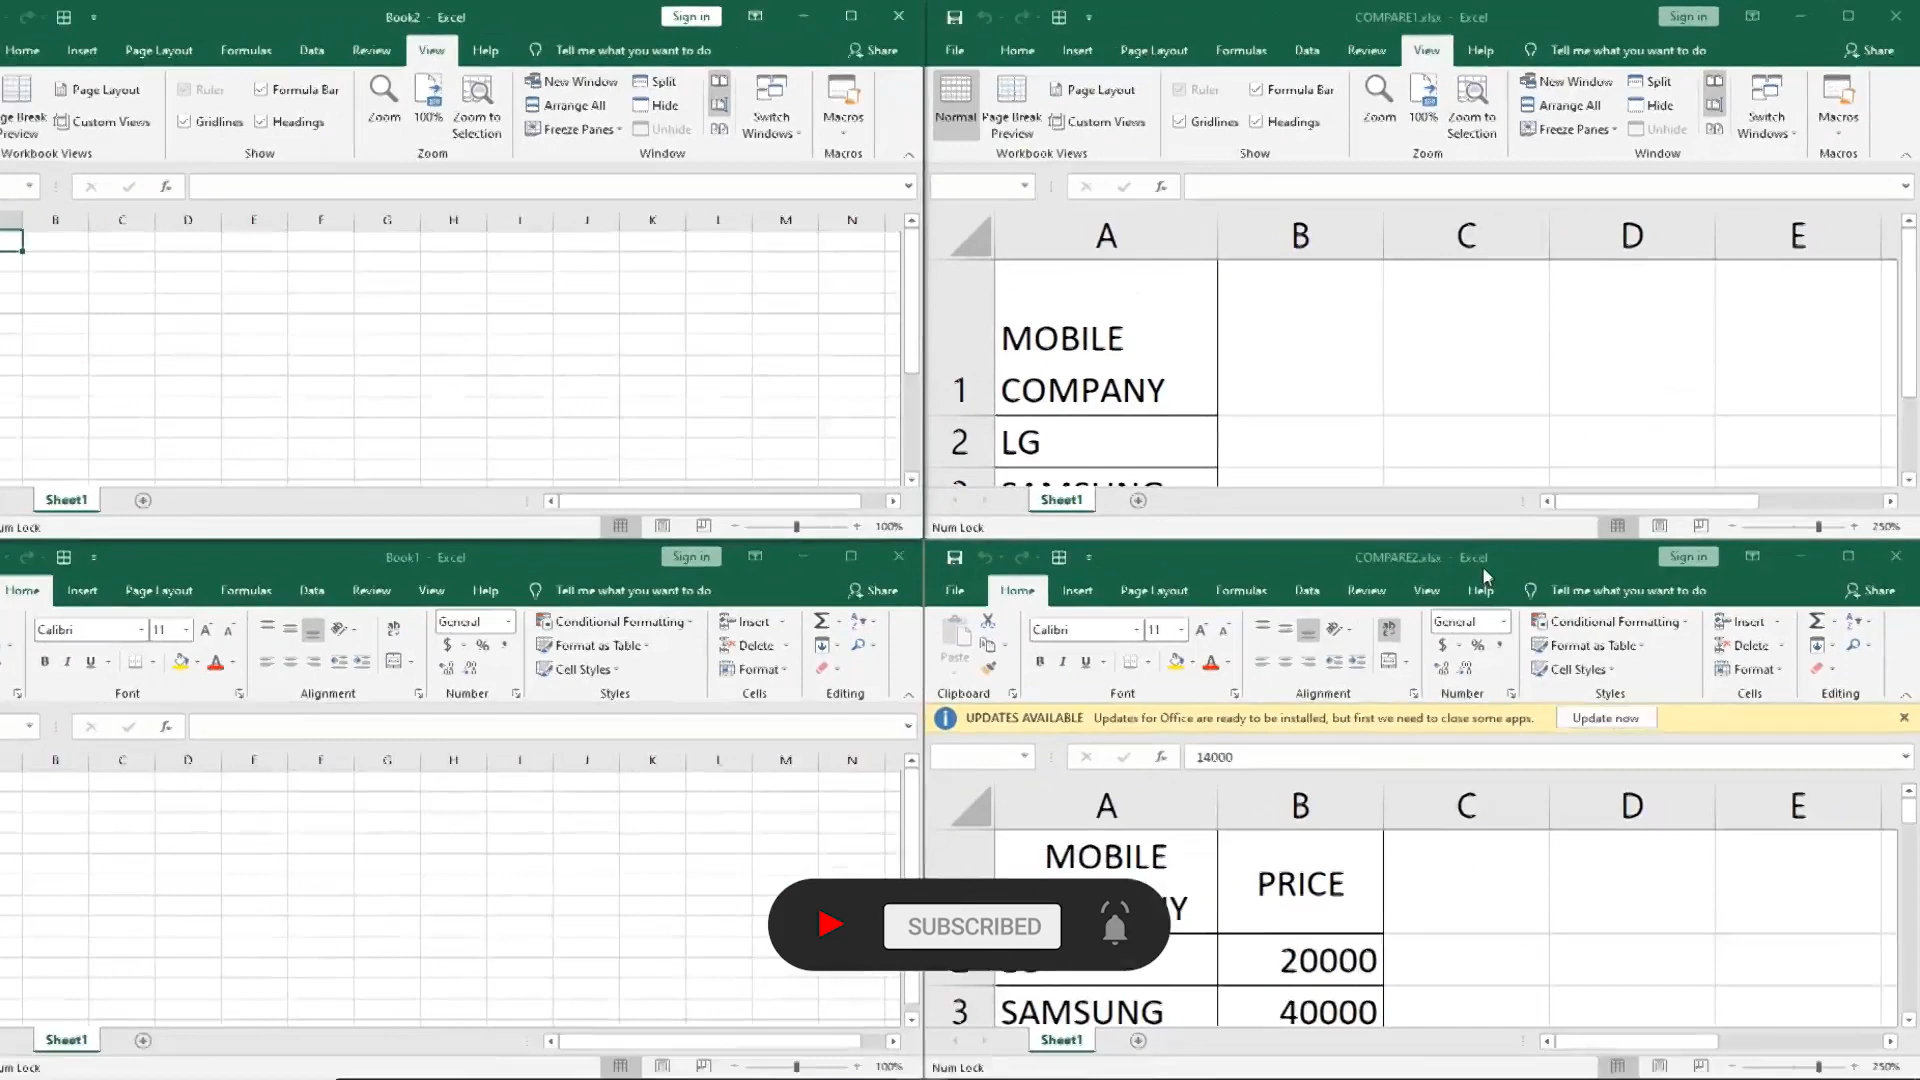 Book2 - Excel
Sign in
Home Insert Page Layout Formulas Data Review View Help Tell me what you want to do Share
Page Layout
Custom Views
Preview
Workbook Views
Ruler Formula Bar
Gridlines Headings
Show
Zoom 100% Zoom to Selection
Zoom
New Window Split
Arrange All Hide
Freeze Panes Unhide
Switch Windows
Window
Macros
Macros
B C D E F G H I J K L M N
Sheet1
100%
COMPARE1.xlsx - Excel
Sign in
File Home Insert Page Layout Formulas Data Review View Help Tell me what you want to do Share
Normal Page Break Preview
Page Layout
Custom Views
Workbook Views
Ruler Formula Bar
Gridlines Headings
Show
Zoom 100% Zoom to Selection
Zoom
New Window Split
Arrange All Hide
Freeze Panes Unhide
Switch Windows
Window
Macros
Macros
A B C D E
MOBILE
1 COMPANY
2 LG
SAMSUNG
Sheet1
Num Lock
250%
Book1 - Excel
Sign in
Home Insert Page Layout Formulas Data Review View Help Tell me what you want to do Share
Calibri 11
B I U
Font
Alignment
General
$ % ,
Number
Conditional Formatting
Format as Table
Cell Styles
Styles
Insert
Delete
Format
Cells
Editing
B C D E F G H I J K L M N
Sheet1
100%
COMPARE2.xlsx - Excel
Sign in
File Home Insert Page Layout Formulas Data Review View Help Tell me what you want to do Share
Paste
Clipboard
Calibri 11
B I U
Font
Alignment
General
$ % ,
Number
Conditional Formatting
Format as Table
Cell Styles
Styles
Insert
Delete
Format
Cells
Editing
UPDATES AVAILABLE Updates for Office are ready to be installed, but first we need to close some apps. Update now
14000
A B C D E
MOBILE
PRICE
20000
3 SAMSUNG 40000
Sheet1
Num Lock
250%
SUBSCRIBED